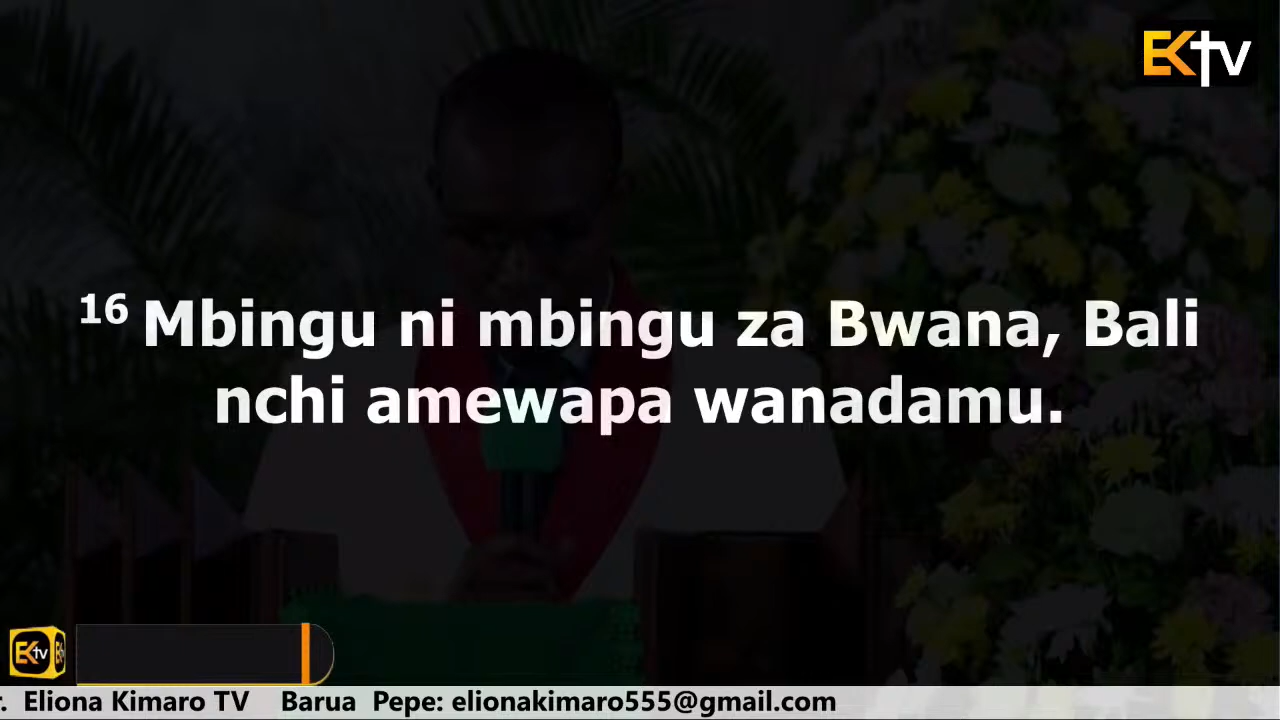 EKTV
16 Mbingu ni mbingu za Bwana, Bali
nchi amewapa wanadamu.
EKTV EK
r. Eliona Kimaro TV Barua Pepe: elionakimaro555@gmail.com